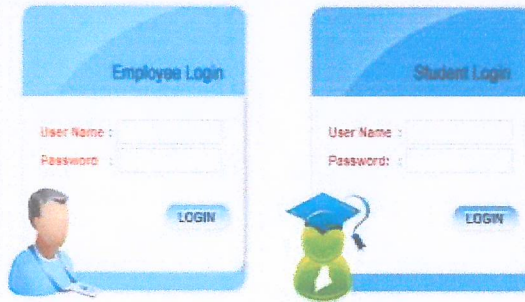 Employee Login
User Name :
Password :
LOGIN
Student Login
User Name :
Password: :
LOGIN